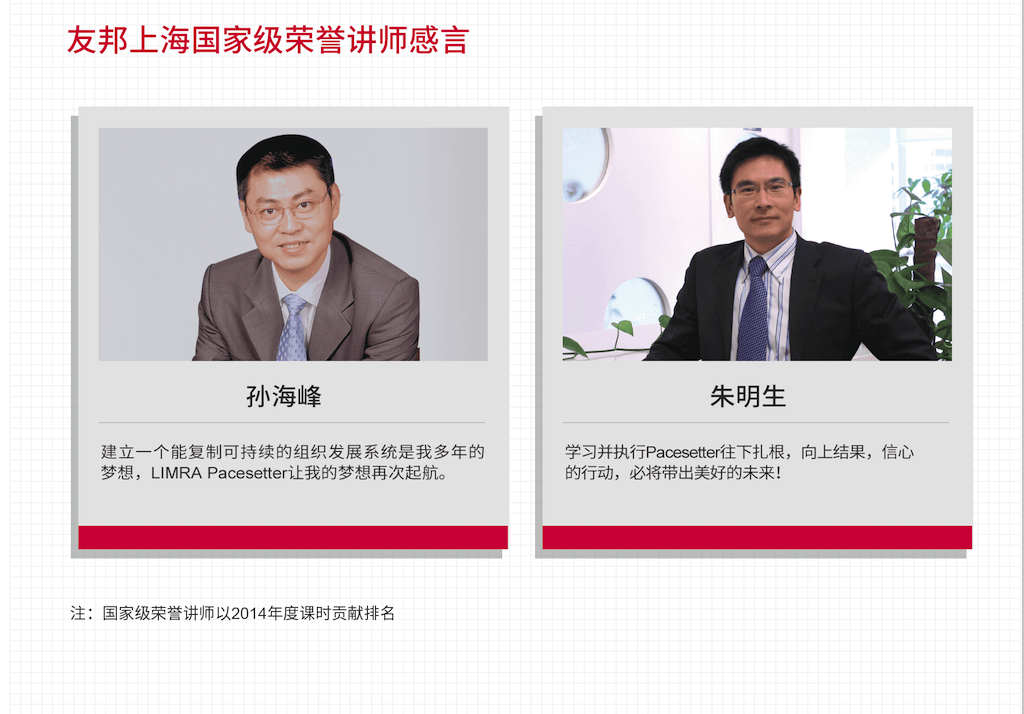 友邦上海国家级荣誉讲师感言
孙海峰
建立一个能复制可持续的组织发展系统是我多年的
梦想，LIMRA Pacesetter让我的梦想再次起航。
朱明生
学习并执行Pacesetter往下扎根，向上结果，信心
的行动，必将带出美好的未来！
注：国家级荣誉讲师以2014年度课时贡献排名